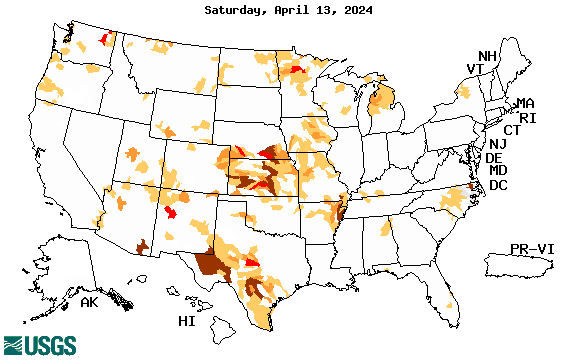 Saturday, April 13, 2024
NH
VT
MA
RI
CT
NJ
DE
MD
DC
PR-VI
AK
HI
USGS